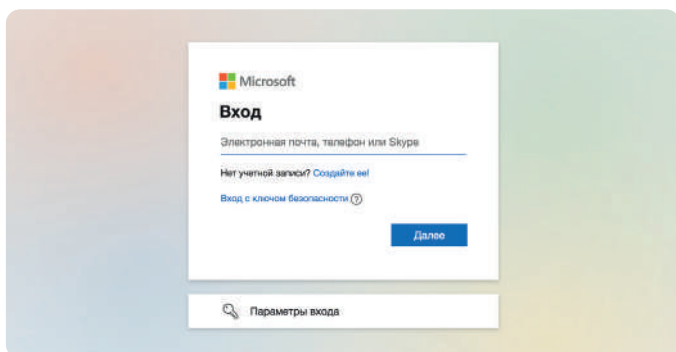 Microsoft
Вход
Электронная почта, телефон или Skype
Нет учетной записи? Создайте ее!
Вход с ключом безопасности
Далее
Параметры входа